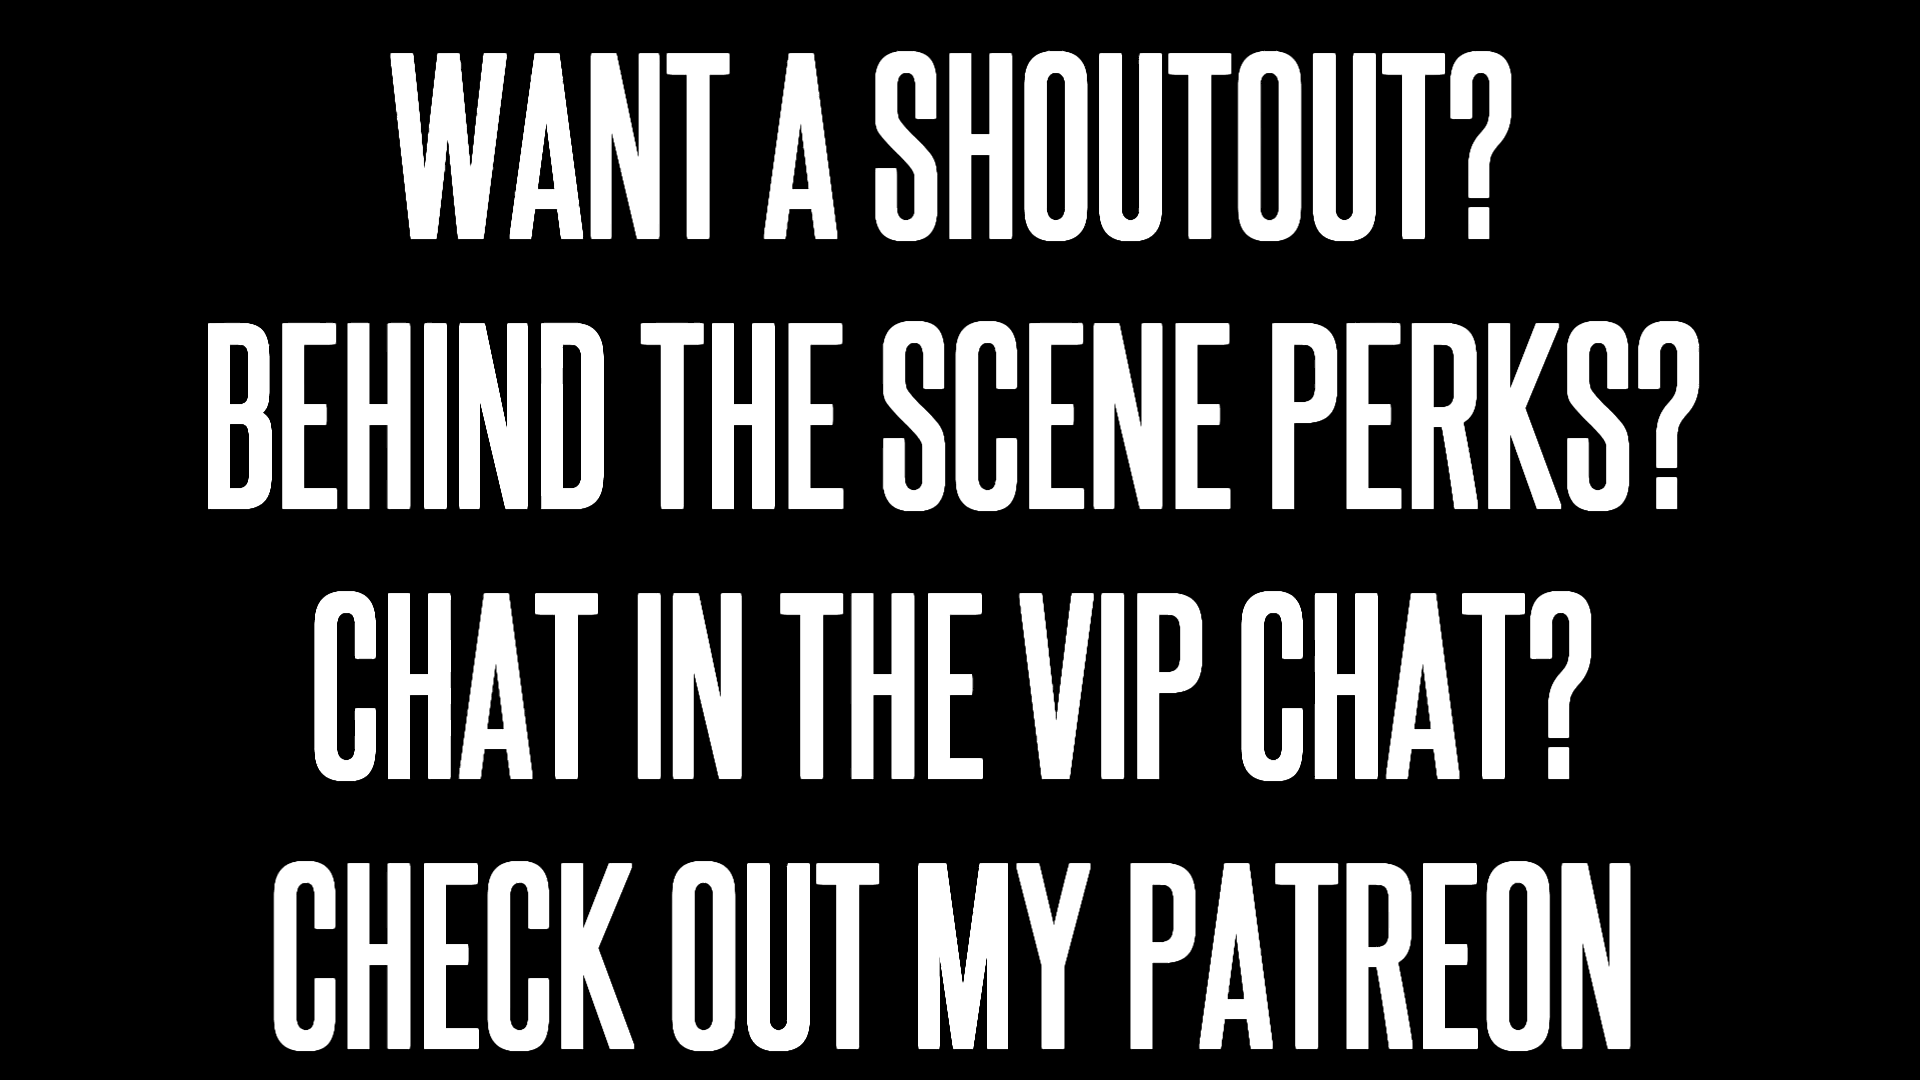 WANT A SHOUTOUT?
BEHIND THE SCENE PERKS?
CHAT IN THE VIP CHAT?
CHECK OUT MY PATREON